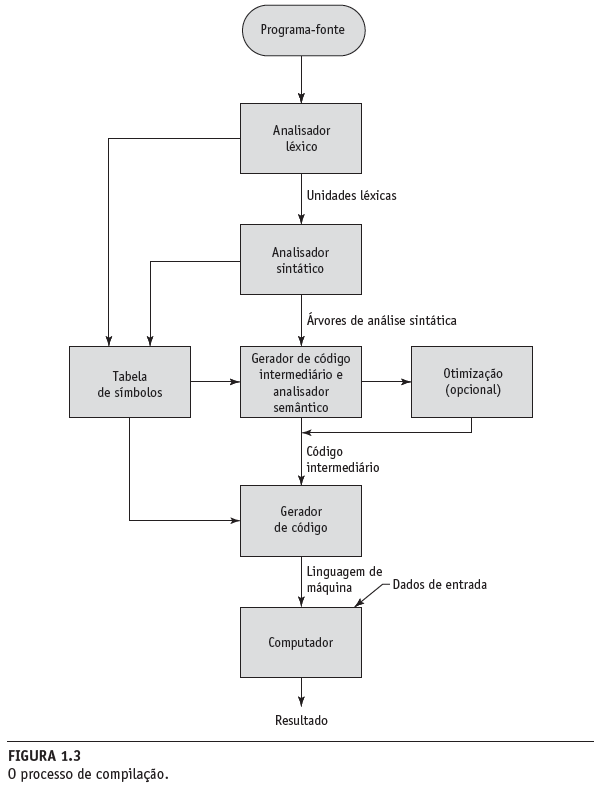 Programa-fonte
Analisador
léxico
Unidades léxicas
Analisador
sintático
Árvores de análise sintática
Tabela
de símbolos
Gerador de código
intermediário e
analisador
semântico
Otimização
(opcional)
Código
intermediário
Gerador
de código
Linguagem de
máquina
Dados de entrada
Computador
Resultado
FIGURA 1.3
O processo de compilação.